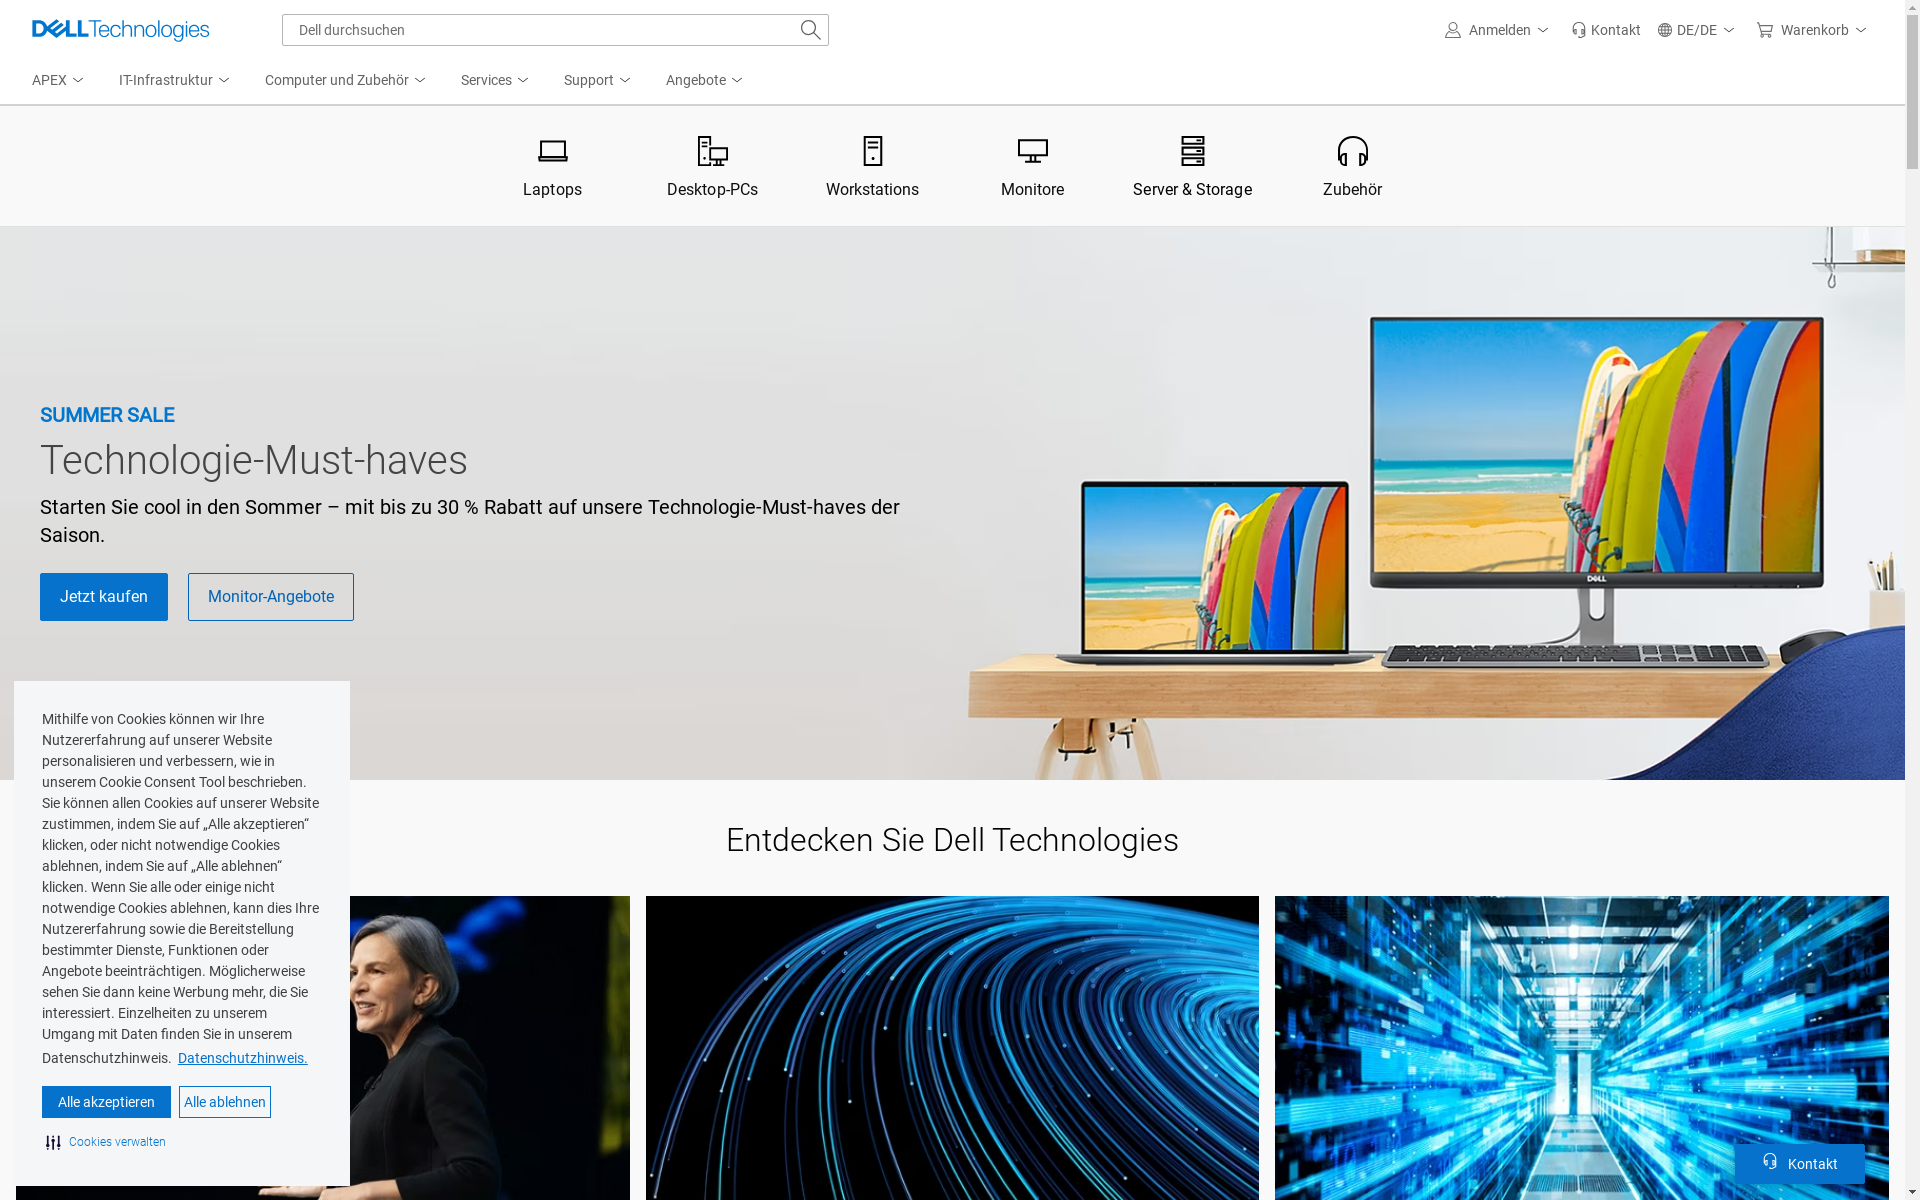 DELLTechnologies
Dell durchsuchen
Anmelden
Kontakt
DE/DE
Warenkorb
APEX
IT-Infrastruktur
Computer und Zubehör
Services
Support
Angebote
Laptops
Desktop-PCs
Workstations
Monitore
Server & Storage
Zubehör
SUMMER SALE
Technologie-Must-haves
Starten Sie cool in den Sommer – mit bis zu 30 % Rabatt auf unsere Technologie-Must-haves der
Saison.
Jetzt kaufen
Monitor-Angebote
DELL
Entdecken Sie Dell Technologies
Mithilfe von Cookies können wir Ihre
Nutzererfahrung auf unserer Website
personalisieren und verbessern, wie in
unserem Cookie Consent Tool beschrieben.
Sie können allen Cookies auf unserer Website
zustimmen, indem Sie auf „Alle akzeptieren“
klicken, oder nicht notwendige Cookies
ablehnen, indem Sie auf „Alle ablehnen“
klicken. Wenn Sie alle oder einige nicht
notwendige Cookies ablehnen, kann dies Ihre
Nutzererfahrung sowie die Bereitstellung
bestimmter Dienste, Funktionen oder
Angebote beeinträchtigen. Möglicherweise
sehen Sie dann keine Werbung mehr, die Sie
interessiert. Einzelheiten zu unserem
Umgang mit Daten finden Sie in unserem
Datenschutzhinweis. Datenschutzhinweis.
Alle akzeptieren
Alle ablehnen
Cookies verwalten
Kontakt